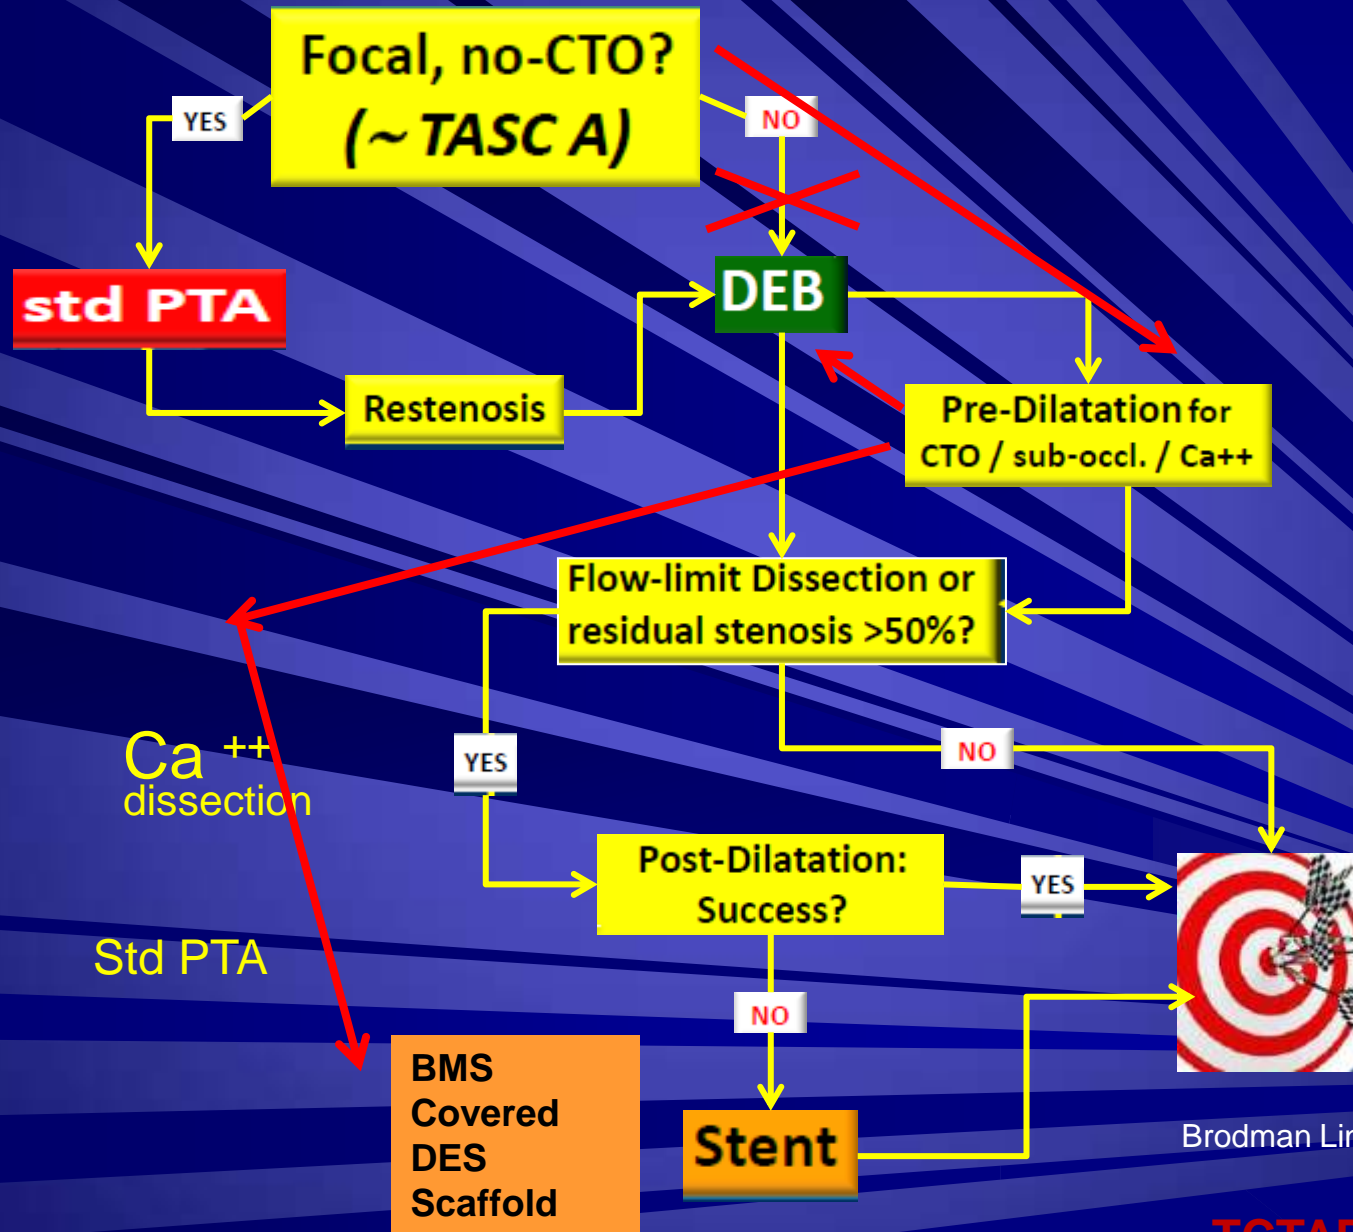 Focal, no-CTO?
(~ TASC A)
YES
NO
std PTA
DEB
Restenosis
Pre-Dilatation for
CTO / sub-occl. / Ca++
Flow-limit Dissection or
residual stenosis >50%?
Ca ++
dissection
YES
NO
Post-Dilatation:
Success?
YES
Std PTA
NO
BMS
Covered
DES
Scaffold
Stent
Brodman